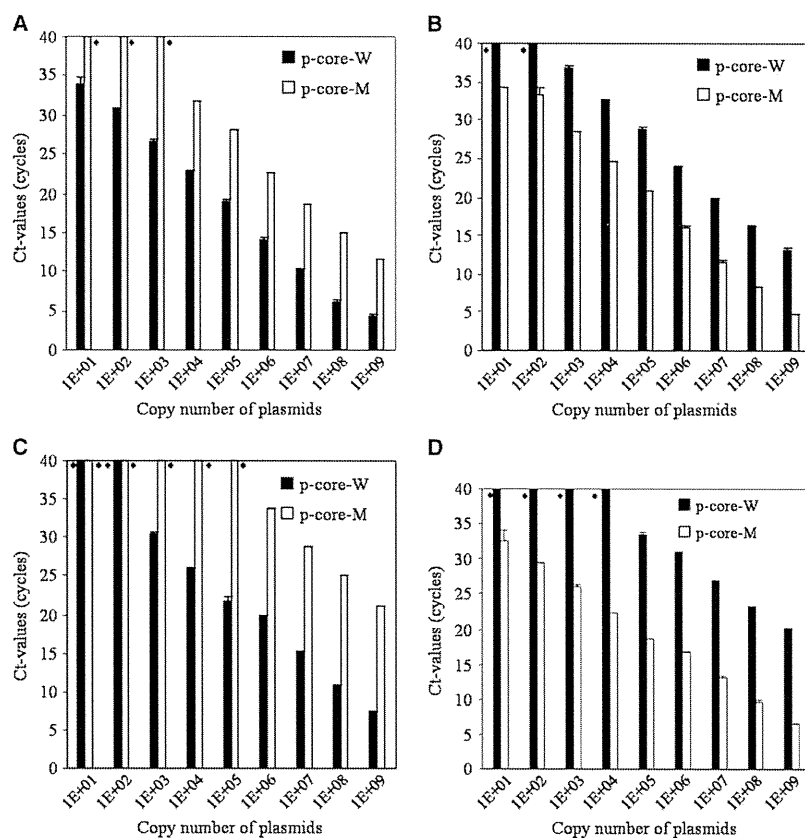 A
40
35
30
25
20
15
10
5
0
Ct-values (cycles)
p-core-W
p-core-M
1E+01
1E+02
1E+03
1E+04
1E+05
1E+06
1E+07
1E+08
1E+09
Copy number of plasmids
B
40
35
30
25
20
15
10
5
0
Ct-values (cycles)
p-core-W
p-core-M
1E+01
1E+02
1E+03
1E+04
1E+05
1E+06
1E+07
1E+08
1E+09
Copy number of plasmids
C
40
35
30
25
20
15
10
5
0
Ct-values (cycles)
p-core-W
p-core-M
1E+01
1E+02
1E+03
1E+04
1E+05
1E+06
1E+07
1E+08
1E+09
Copy number of plasmids
D
40
35
30
25
20
15
10
5
0
Ct-values (cycles)
p-core-W
p-core-M
1E+01
1E+02
1E+03
1E+04
1E+05
1E+06
1E+07
1E+08
1E+09
Copy number of plasmids